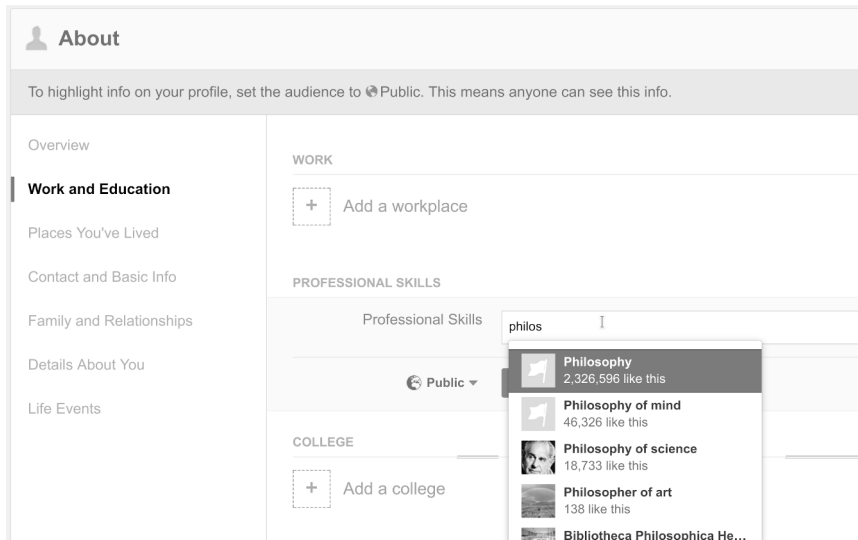 About
To highlight info on your profile, set the audience to Public. This means anyone can see this info.
Overview
Work and Education
Places You've Lived
Contact and Basic Info
Family and Relationships
Details About You
Life Events
WORK
+ Add a workplace
PROFESSIONAL SKILLS
Professional Skills
philos
Public
Philosophy
2,326,596 like this
Philosophy of mind
46,326 like this
Philosophy of science
18,733 like this
Philosopher of art
138 like this
Bibliotheca Philosophica He...
COLLEGE
+ Add a college